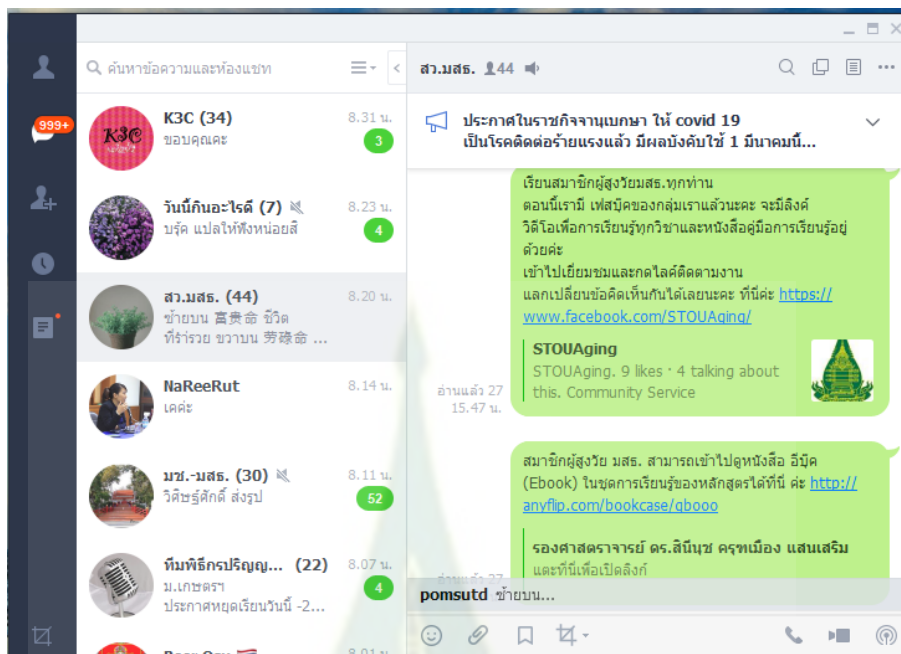 999+
ค้นหาข้อความและห้องแชท
K3C (34)
8.31 น.
ขอบคุณคะ
3
วันนี้กินอะไรดี (7)
8.23 น.
บรุ้ค แปลให้ฟังหน่อยสิ
4
สว.มสธ. (44)
8.20 น.
ซ้ายบน 富贵命 ชีวิต
ที่ร่ำรวย ขวาบน 劳碌命 ...
NaReeRut
8.14 น.
เคค่ะ
มช.-มสธ. (30)
8.11 น.
วิศิษฐ์ศักดิ์ ส่งรูป
52
ทีมพิธีกรปริญญ... (22)
8.07 น.
ม.เกษตรฯ
ประกาศหยุดเรียนวันนี้ -2...
4
8.01 น.
สว.มสธ. 44
ประกาศในราชกิจจานุเบกษา ให้ covid 19
เป็นโรคติดต่อร้ายแรงแล้ว มีผลบังคับใช้ 1 มีนาคมนี้...
เรียนสมาชิกผู้สูงวัยมสธ.ทุกท่าน
ตอนนี้เรามี เฟสบุ๊คของกลุ่มเราแล้วนะคะ จะมีลิงค์
วิดีโอเพื่อการเรียนรู้ทุกวิชาและหนังสือคู่มือการเรียนรู้อยู่
ด้วยค่ะ
เข้าไปเยี่ยมชมและกดไลค์ติดตามงาน
แลกเปลี่ยนข้อคิดเห็นกันได้เลยนะคะ ที่นี่ค่ะ https://
www.facebook.com/STOUAging/
STOUAging
STOUAging. 9 likes · 4 talking about
this. Community Service
อ่านแล้ว 27
15.47 น.
สมาชิกผู้สูงวัย มสธ. สามารถเข้าไปดูหนังสือ อีบุ๊ค
(Ebook) ในชุดการเรียนรู้ของหลักสูตรได้ที่นี่ ค่ะ http://
anyflip.com/bookcase/qbooo
รองศาสตราจารย์ ดร.สินีนุช ครุฑเมือง แสนเสริม
แตะที่นี่เพื่อเปิดลิงก์
อ่านแล้ว 27
pomsutd ซ้ายบน...